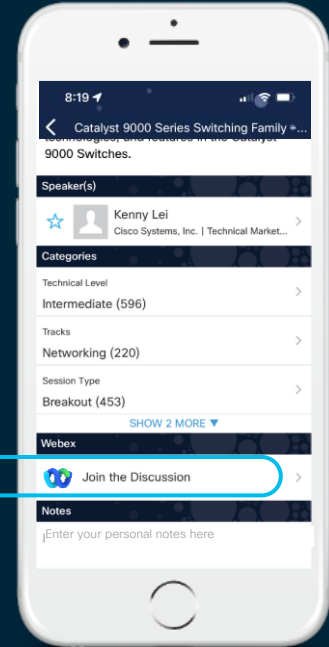 8:19
Catalyst 9000 Series Switching Family -...
technologies, and features in the Catalyst
9000 Switches.
Speaker(s)
Kenny Lei
Cisco Systems, Inc. | Technical Market...
Categories
Technical Level
Intermediate (596)
Tracks
Networking (220)
Session Type
Breakout (453)
SHOW 2 MORE ▼
Webex
Join the Discussion
Notes
Enter your personal notes here